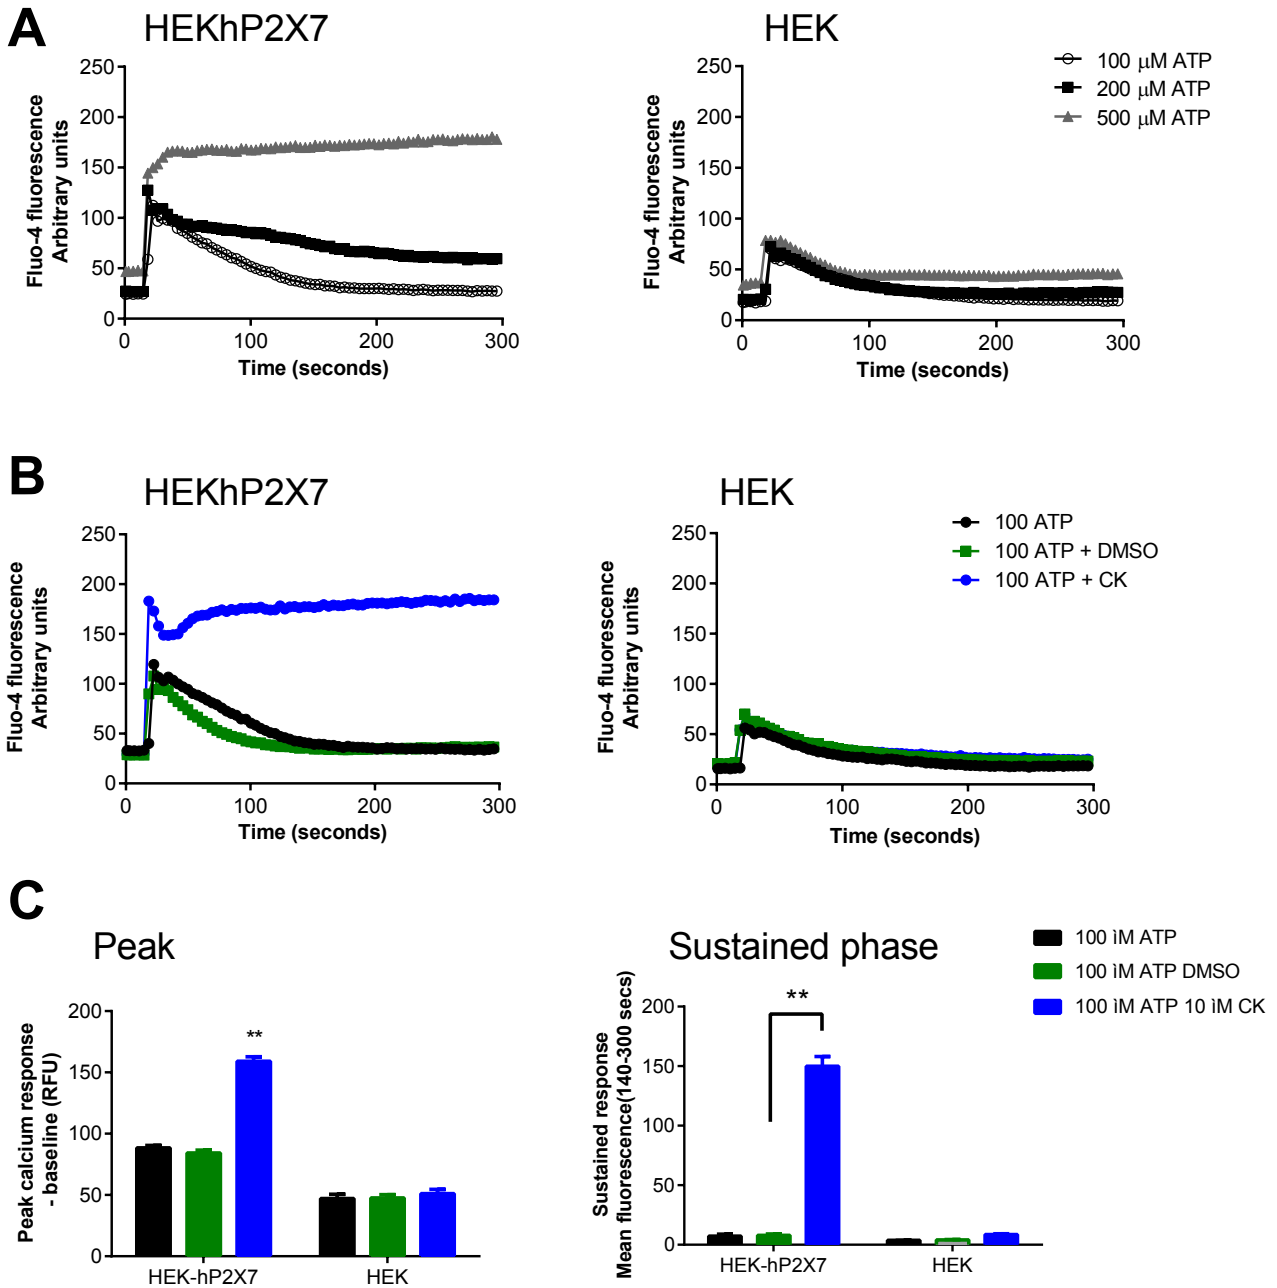 A
HEKhP2X7
HEK
100 μM ATP
200 μM ATP
500 μM ATP
Fluo-4 fluorescence
Arbitrary units
250
200
150
100
50
0
0
100
200
300
Time (seconds)
Fluo-4 fluorescence
Arbitrary units
250
200
150
100
50
0
0
100
200
300
Time (seconds)
B
HEKhP2X7
HEK
100 ATP
100 ATP + DMSO
100 ATP + CK
Fluo-4 fluorescence
Arbitrary units
250
200
150
100
50
0
0
100
200
300
Time (seconds)
Fluo-4 fluorescence
Arbitrary units
250
200
150
100
50
0
0
100
200
300
Time (seconds)
C
Peak
Sustained phase
100 ìM ATP
100 ìM ATP DMSO
100 ìM ATP 10 ìM CK
Peak calcium response
- baseline (RFU)
200
150
100
50
0
**
HEK-hP2X7
HEK
Sustained response
Mean fluorescence(140-300 secs)
200
150
100
50
0
**
HEK-hP2X7
HEK